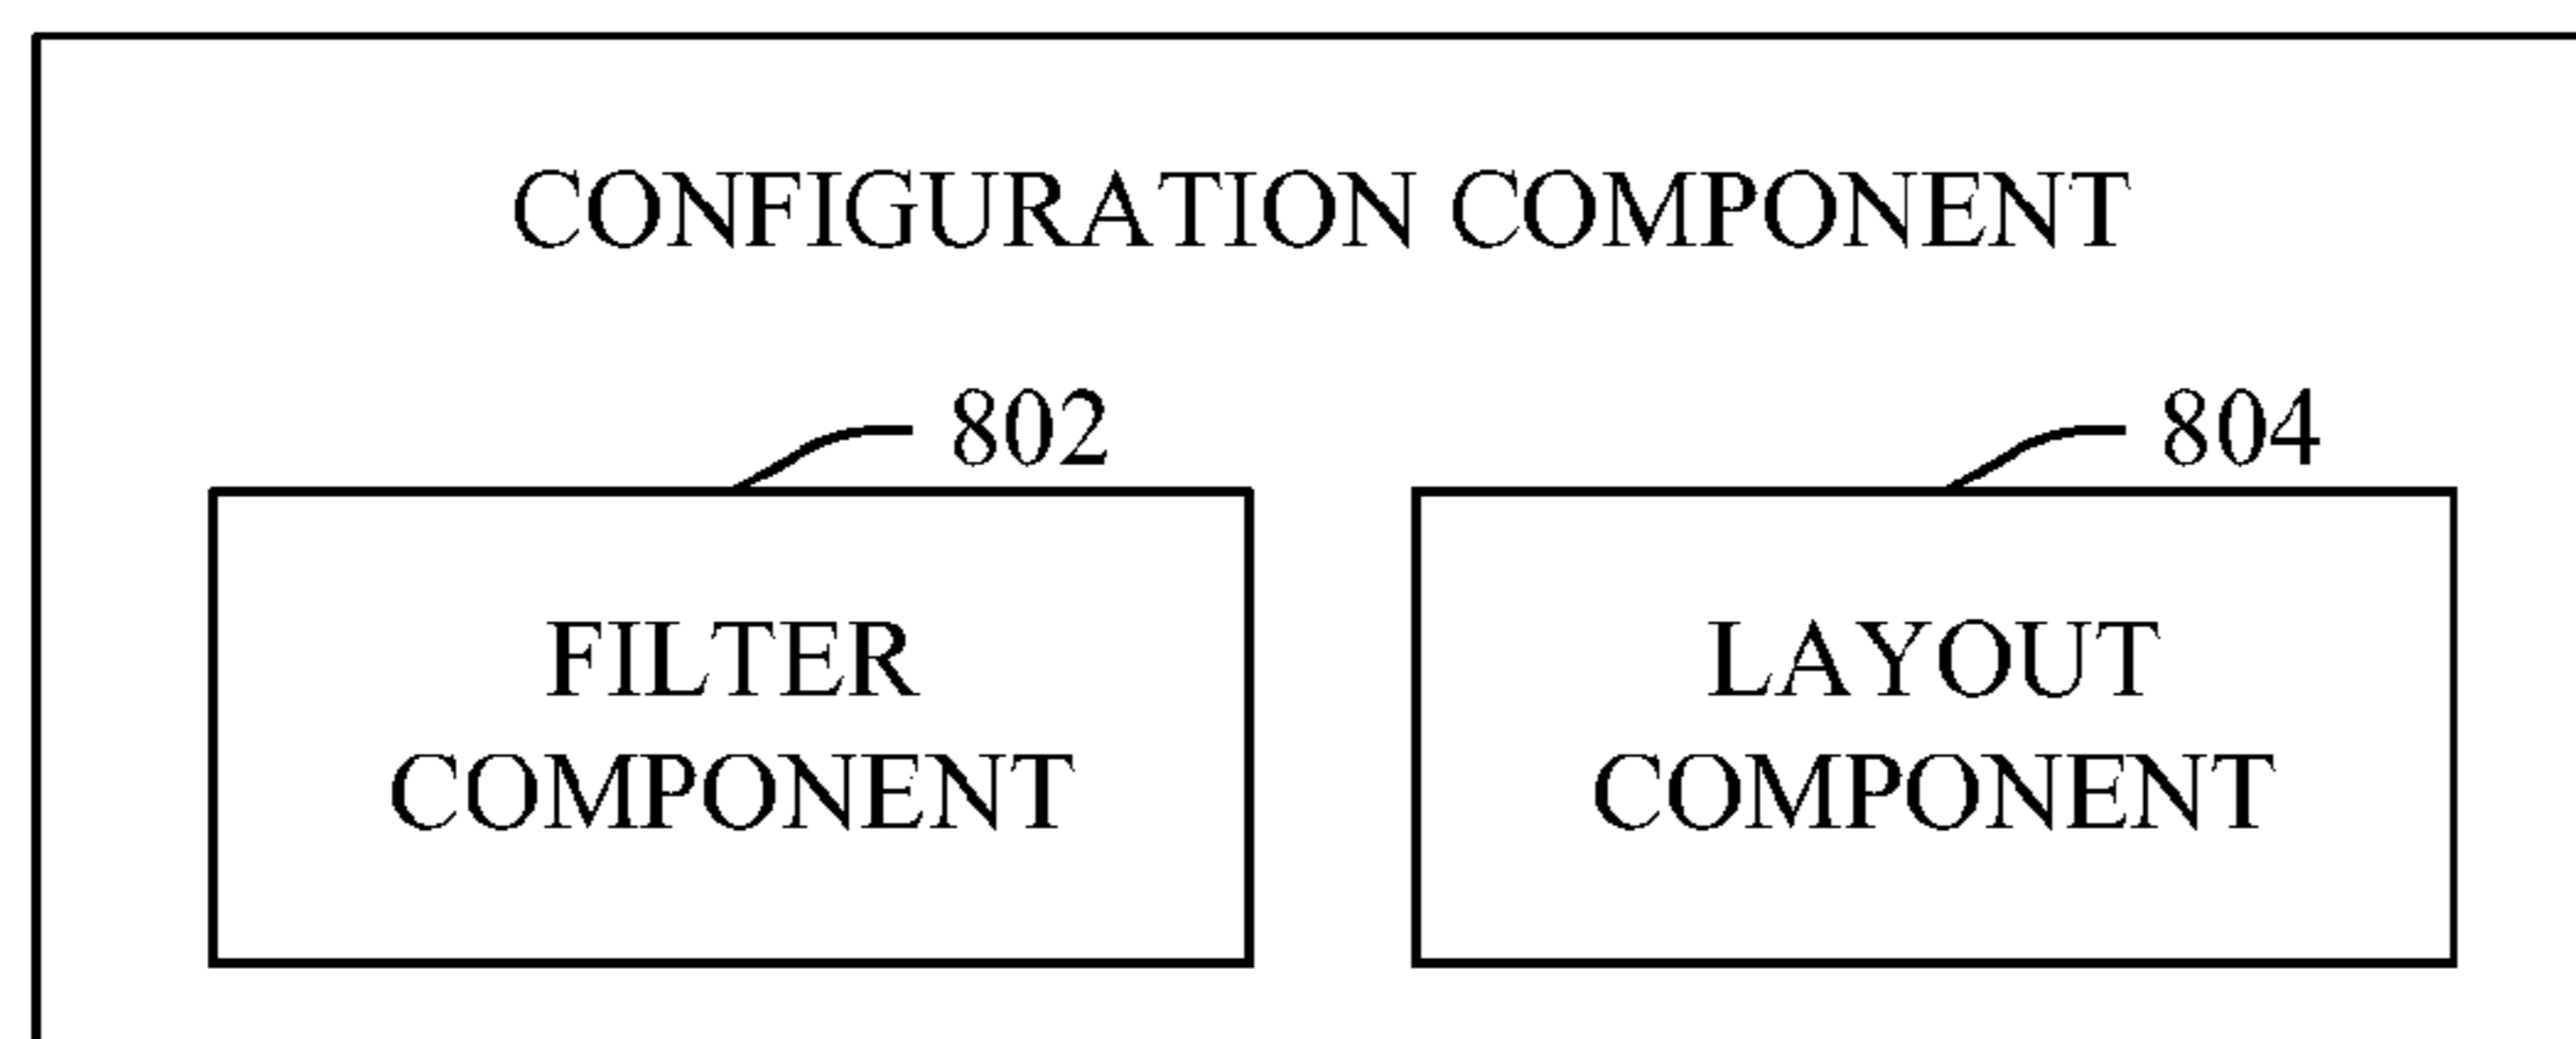 CONFIGURATION COMPONENT
802
804
FILTER
COMPONENT
LAYOUT
COMPONENT